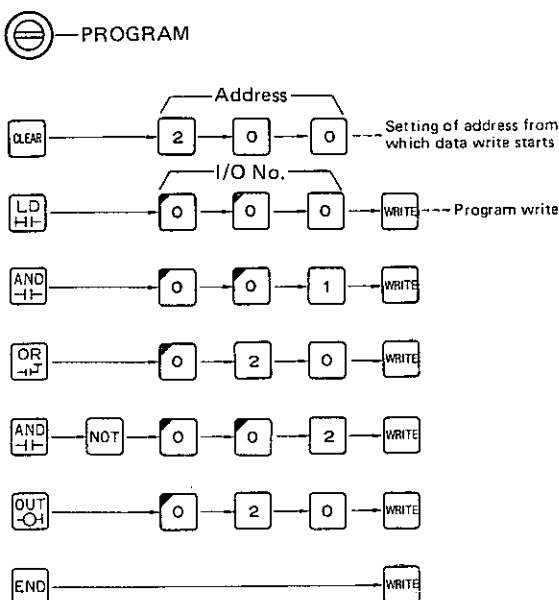 PROGRAM
Address
CLEAR 2 0 0 Setting of address from
which data write starts
I/O No.
LD 0 0 0 WRITE Program write
AND 0 0 1 WRITE
OR 0 2 0 WRITE
AND NOT 0 0 2 WRITE
OUT 0 2 0 WRITE
END WRITE